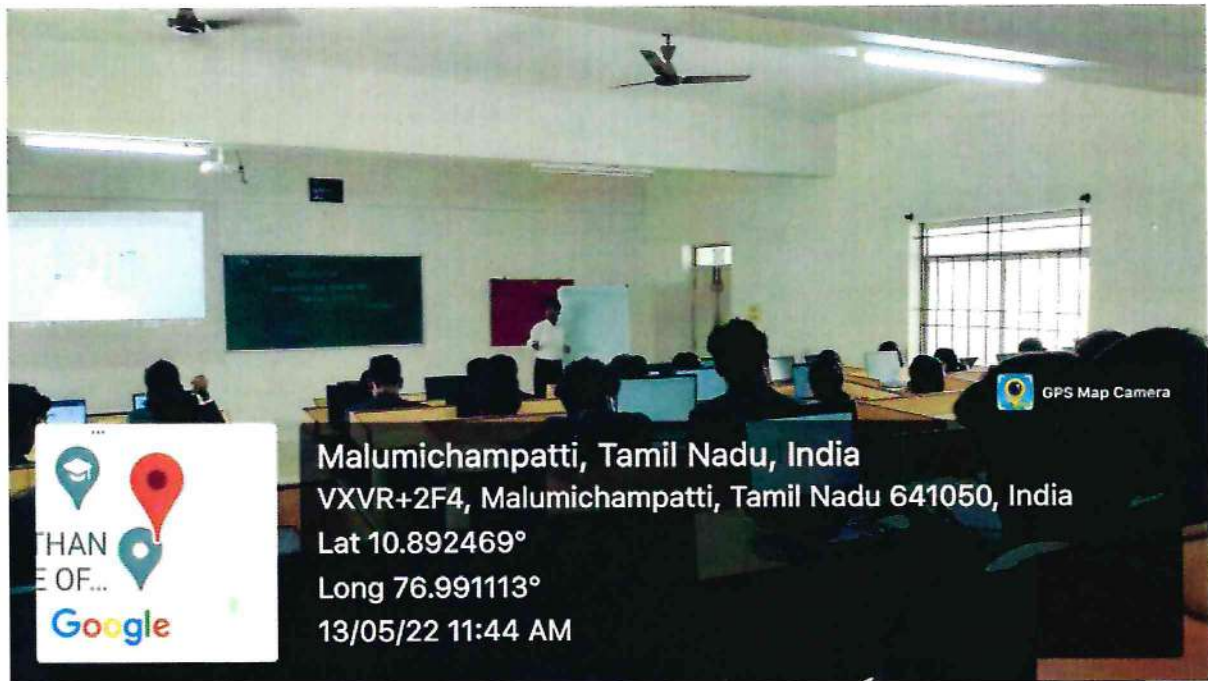 GPS Map Camera
Malumichampatti, Tamil Nadu, India
VXVR+2F4, Malumichampatti, Tamil Nadu 641050, India
Lat 10.892469°
Long 76.991113°
13/05/22 11:44 AM
THAN
E OF...
Google